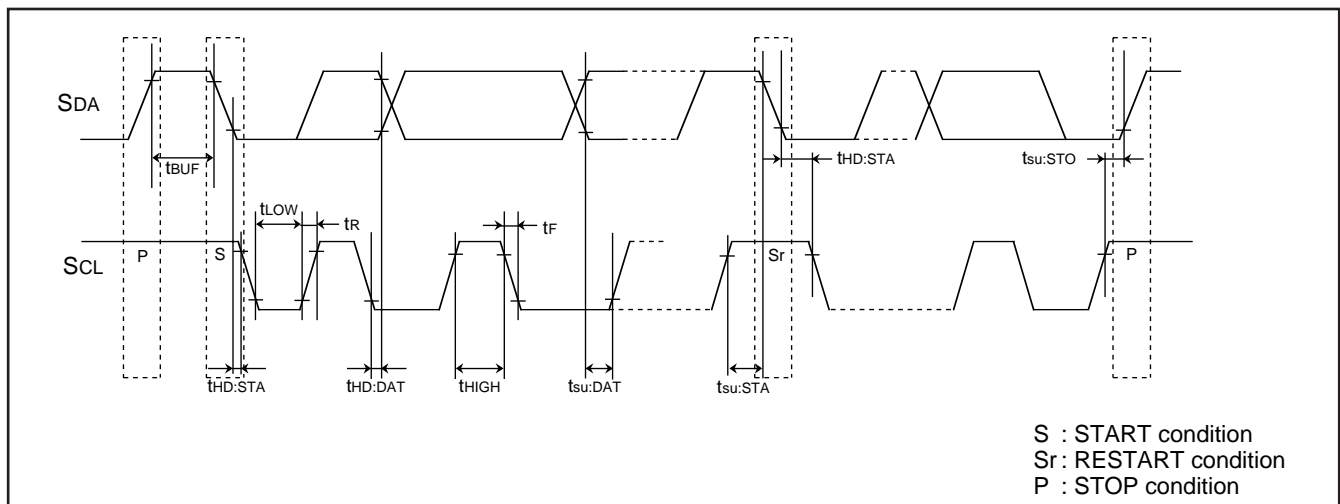 SDA
tBUF
tHD:STA
tsu:STO
tLOW
tR
tF
SCL
P
S
Sr
P
tHD:STA
tHD:DAT
tHIGH
tsu:DAT
tsu:STA
S : START condition
Sr : RESTART condition
P : STOP condition